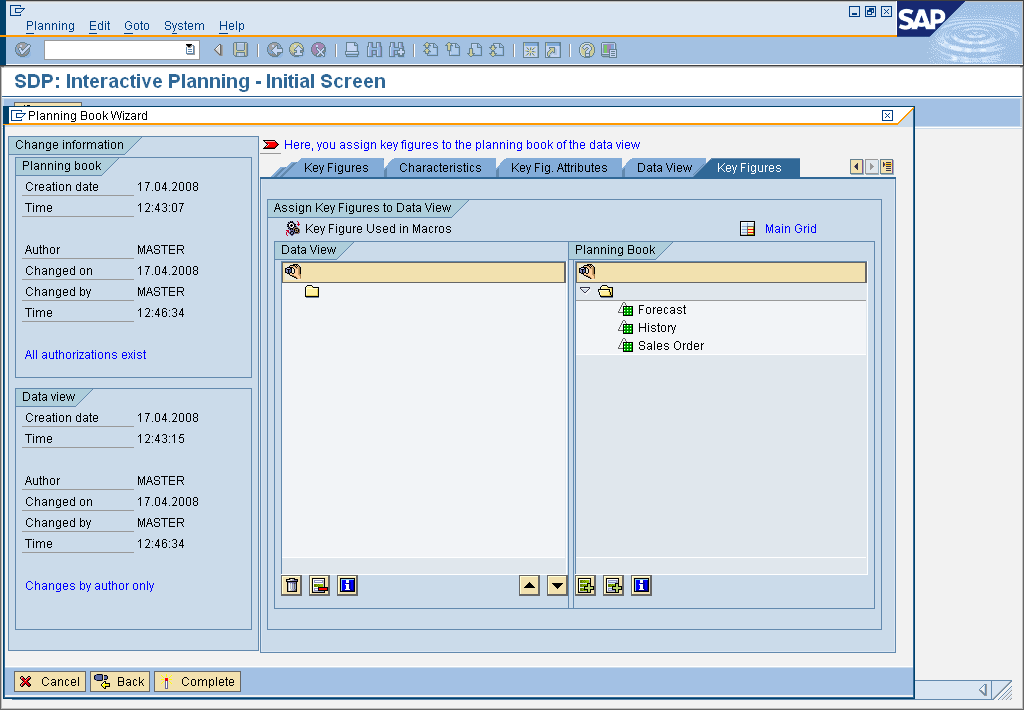 Planning Edit Goto System Help
SAP
SDP: Interactive Planning - Initial Screen
Planning Book Wizard
Change information
Planning book
Creation date 17.04.2008
Time 12:43:07
Author MASTER
Changed on 17.04.2008
Changed by MASTER
Time 12:46:34
All authorizations exist
Data view
Creation date 17.04.2008
Time 12:43:15
Author MASTER
Changed on 17.04.2008
Changed by MASTER
Time 12:46:34
Changes by author only
Here, you assign key figures to the planning book of the data view
Key Figures Characteristics Key Fig. Attributes Data View Key Figures
Assign Key Figures to Data View
Key Figure Used in Macros Main Grid
Data View
Planning Book
Forecast
History
Sales Order
Cancel Back Complete